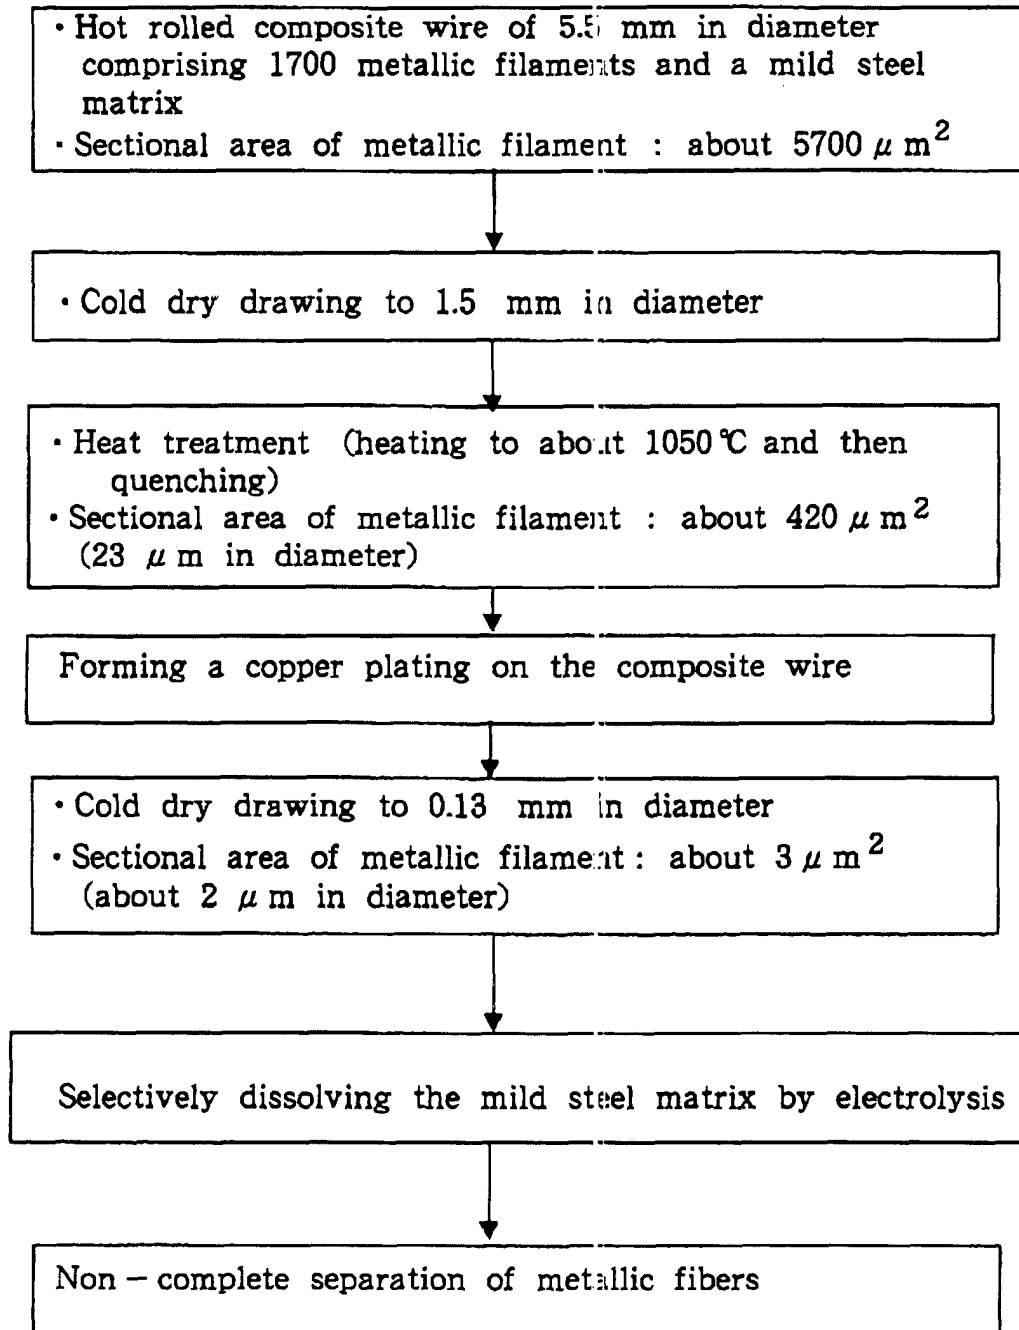 · Hot rolled composite wire of 5.5 mm in diameter
comprising 1700 metallic filaments and a mild steel
matrix
· Sectional area of metallic filament : about 5700 μ m²
· Cold dry drawing to 1.5 mm in diameter
· Heat treatment (heating to about 1050℃ and then
quenching)
· Sectional area of metallic filament : about 420 μ m²
(23 μ m in diameter)
Forming a copper plating on the composite wire
· Cold dry drawing to 0.13 mm in diameter
· Sectional area of metallic filament : about 3 μ m²
(about 2 μ m in diameter)
Selectively dissolving the mild steel matrix by electrolysis
Non − complete separation of metallic fibers